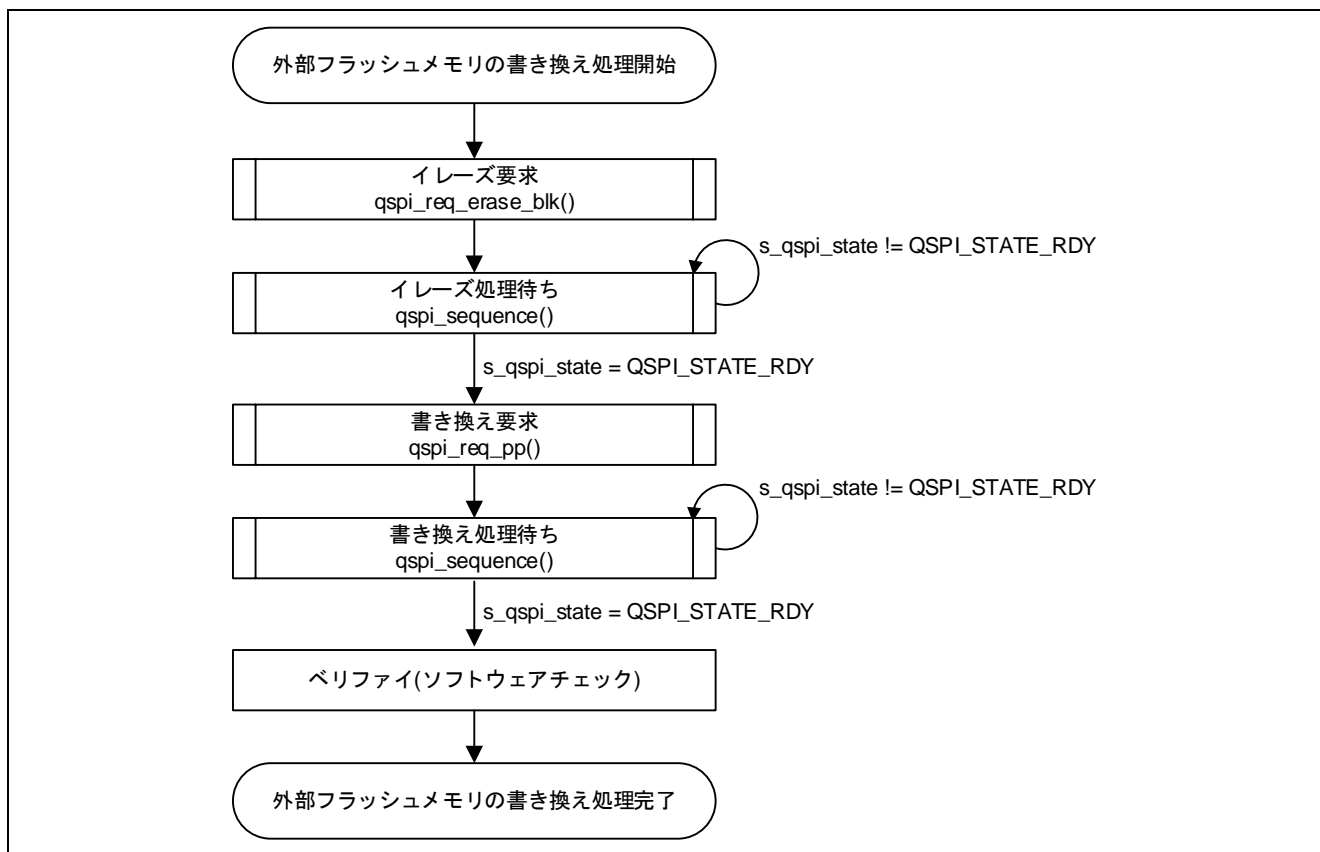 外部フラッシュメモリの書き換え処理開始
イレーズ要求
qspi_req_erase_blk()
s_qspi_state != QSPI_STATE_RDY
イレーズ処理待ち
qspi_sequence()
s_qspi_state = QSPI_STATE_RDY
書き換え要求
qspi_req_pp()
s_qspi_state != QSPI_STATE_RDY
書き換え処理待ち
qspi_sequence()
s_qspi_state = QSPI_STATE_RDY
ベリファイ(ソフトウェアチェック)
外部フラッシュメモリの書き換え処理完了